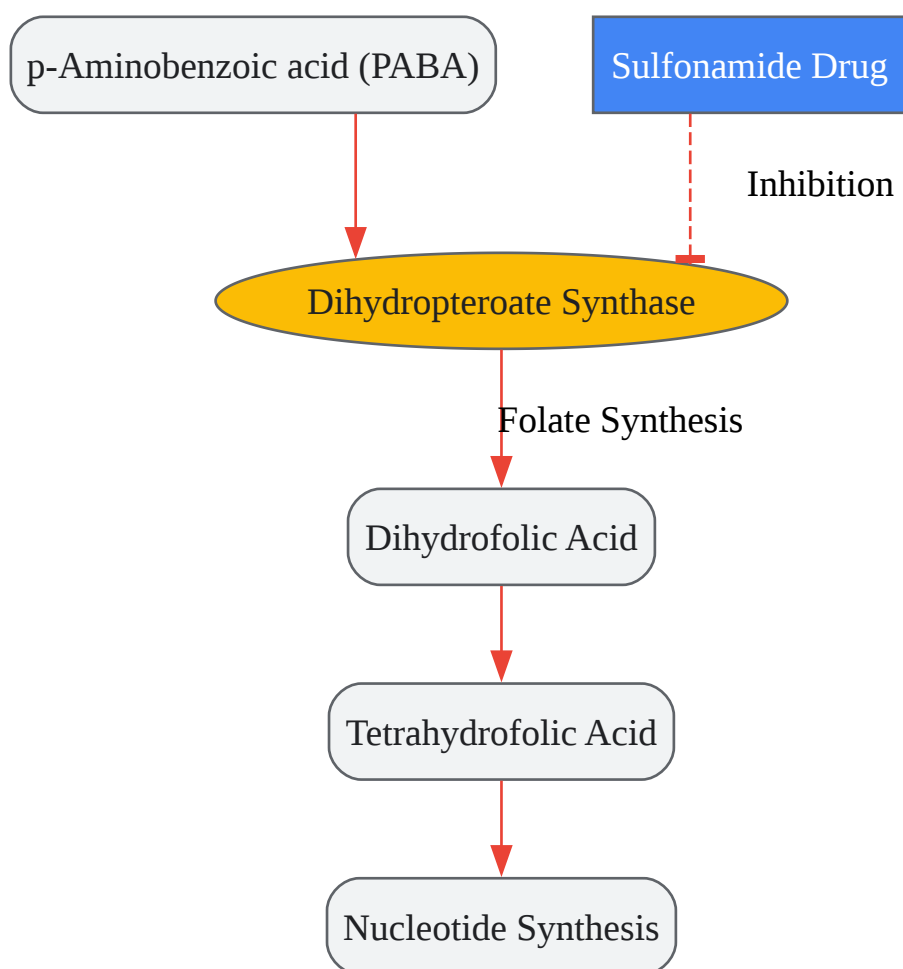 p-Aminobenzoic acid (PABA)
Sulfonamide Drug
Inhibition
Dihydropteroate Synthase
Folate Synthesis
Dihydrofolic Acid
Tetrahydrofolic Acid
Nucleotide Synthesis